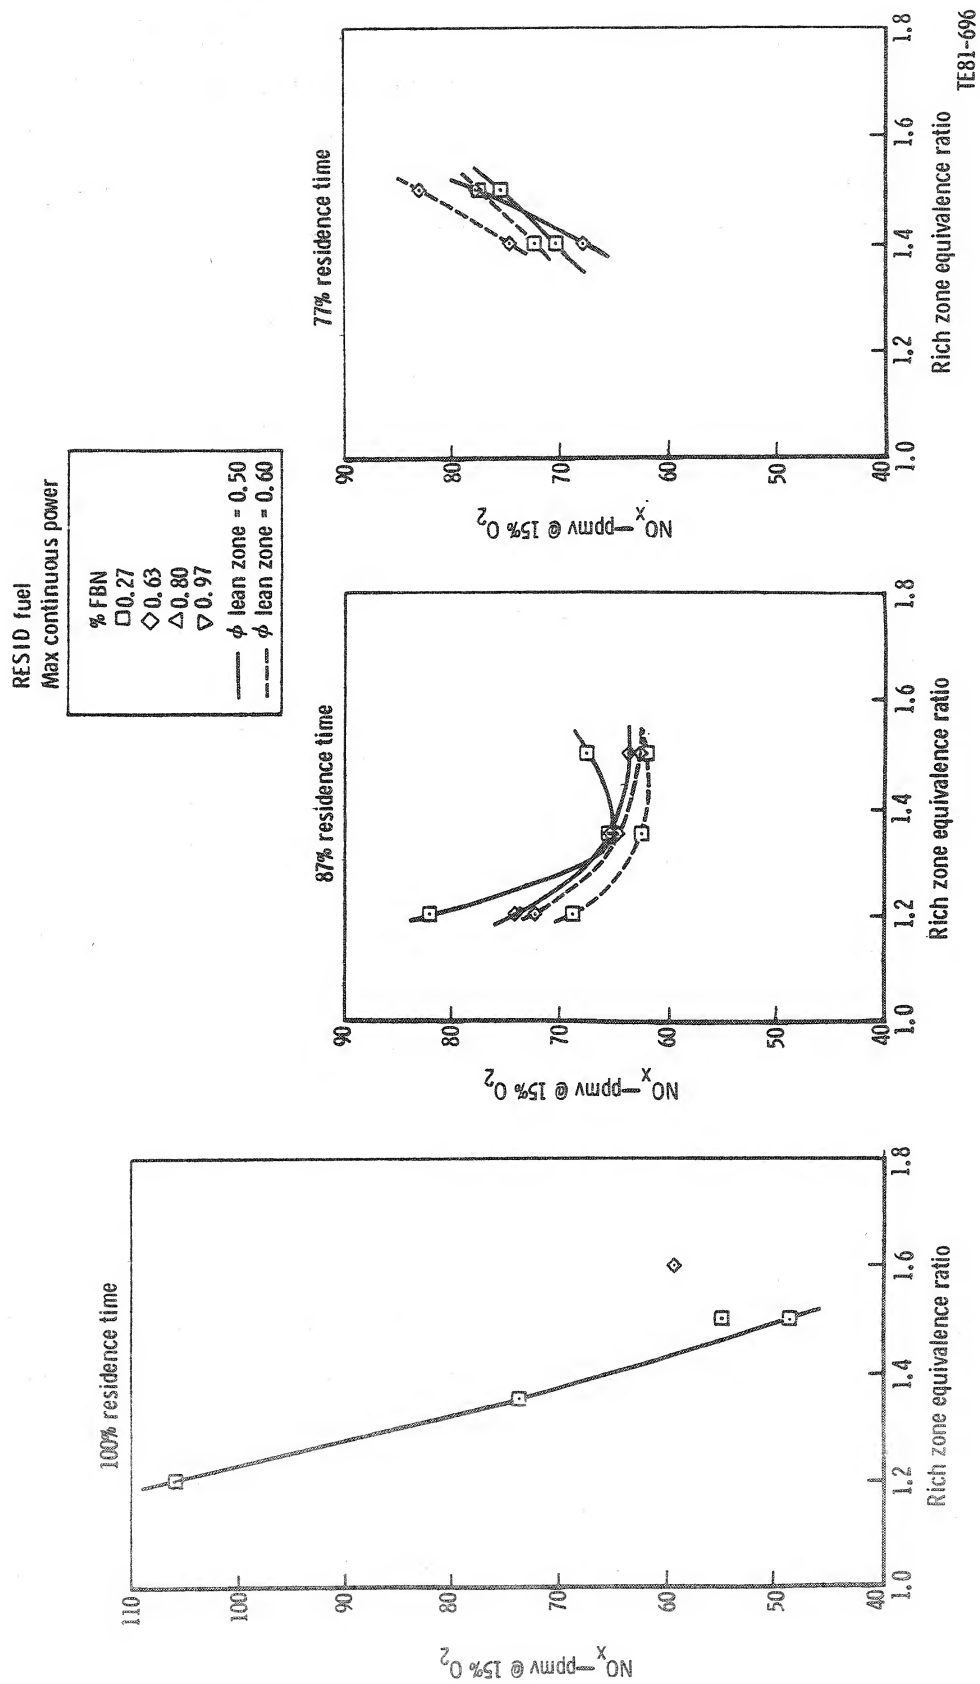 RESID fuel
Max continuous power
% FBN
□ 0.27
◇ 0.63
△ 0.80
▽ 0.97
—— ϕ lean zone = 0.50
--- ϕ lean zone = 0.60
100% residence time
110
100
90
80
70
60
50
40
NOx—ppmv @ 15% O2
1.0
1.2
1.4
1.6
1.8
Rich zone equivalence ratio
87% residence time
90
80
70
60
50
40
NOx—ppmv @ 15% O2
1.0
1.2
1.4
1.6
1.8
Rich zone equivalence ratio
77% residence time
90
80
70
60
50
40
NOx—ppmv @ 15% O2
1.0
1.2
1.4
1.6
1.8
Rich zone equivalence ratio
TE81-696